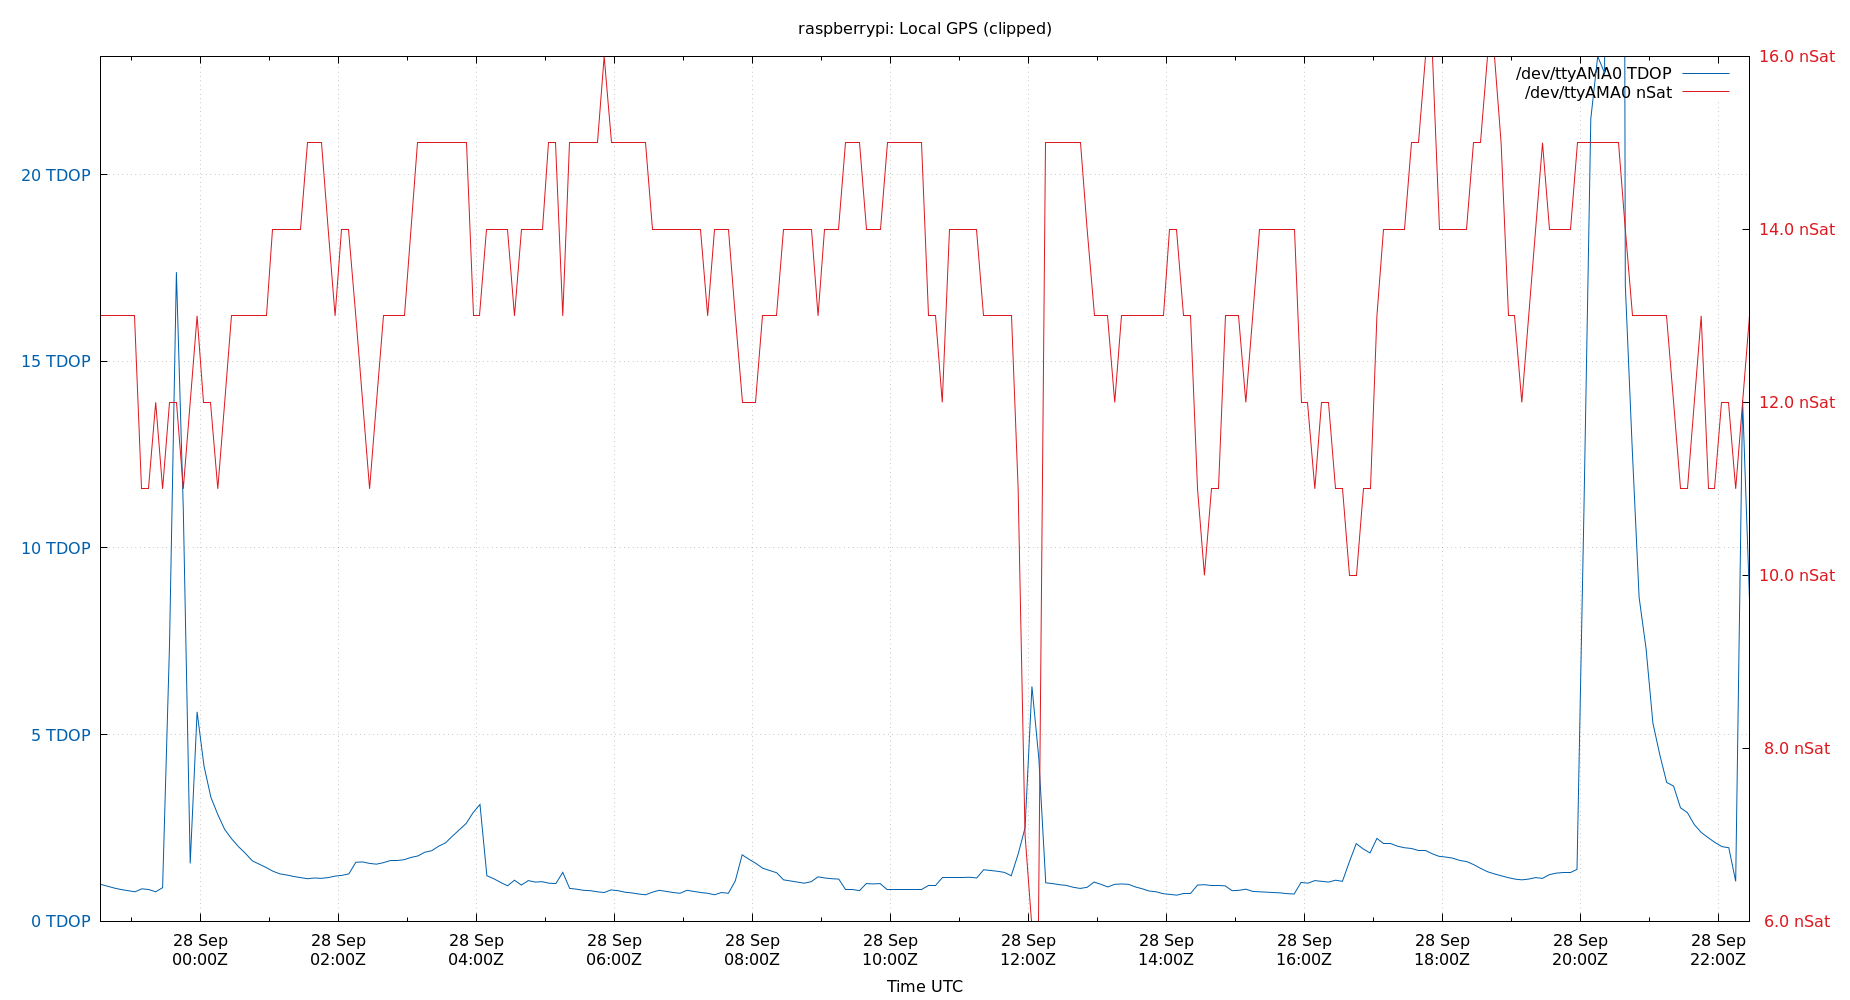 raspberrypi: Local GPS (clipped)
16.0 nSat
/dev/ttyAMA0 TDOP
/dev/ttyAMA0 nSat
20 TDOP
14.0 nSat
15 TDOP
12.0 nSat
10 TDOP
10.0 nSat
5 TDOP
8.0 nSat
0 TDOP
6.0 nSat
28 Sep 28 Sep 28 Sep 28 Sep 28 Sep 28 Sep 28 Sep 28 Sep 28 Sep 28 Sep 28 Sep 28 Sep
00:00Z 02:00Z 04:00Z 06:00Z 08:00Z 10:00Z 12:00Z 14:00Z 16:00Z 18:00Z 20:00Z 22:00Z
Time UTC